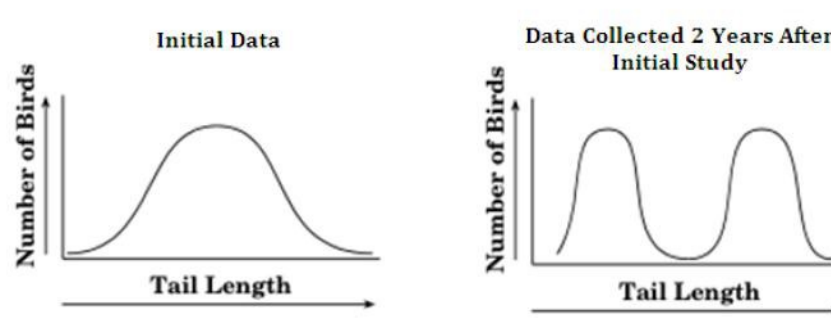 Initial Data
Number of Birds
Tail Length
Data Collected 2 Years After
Initial Study
Number of Birds
Tail Length